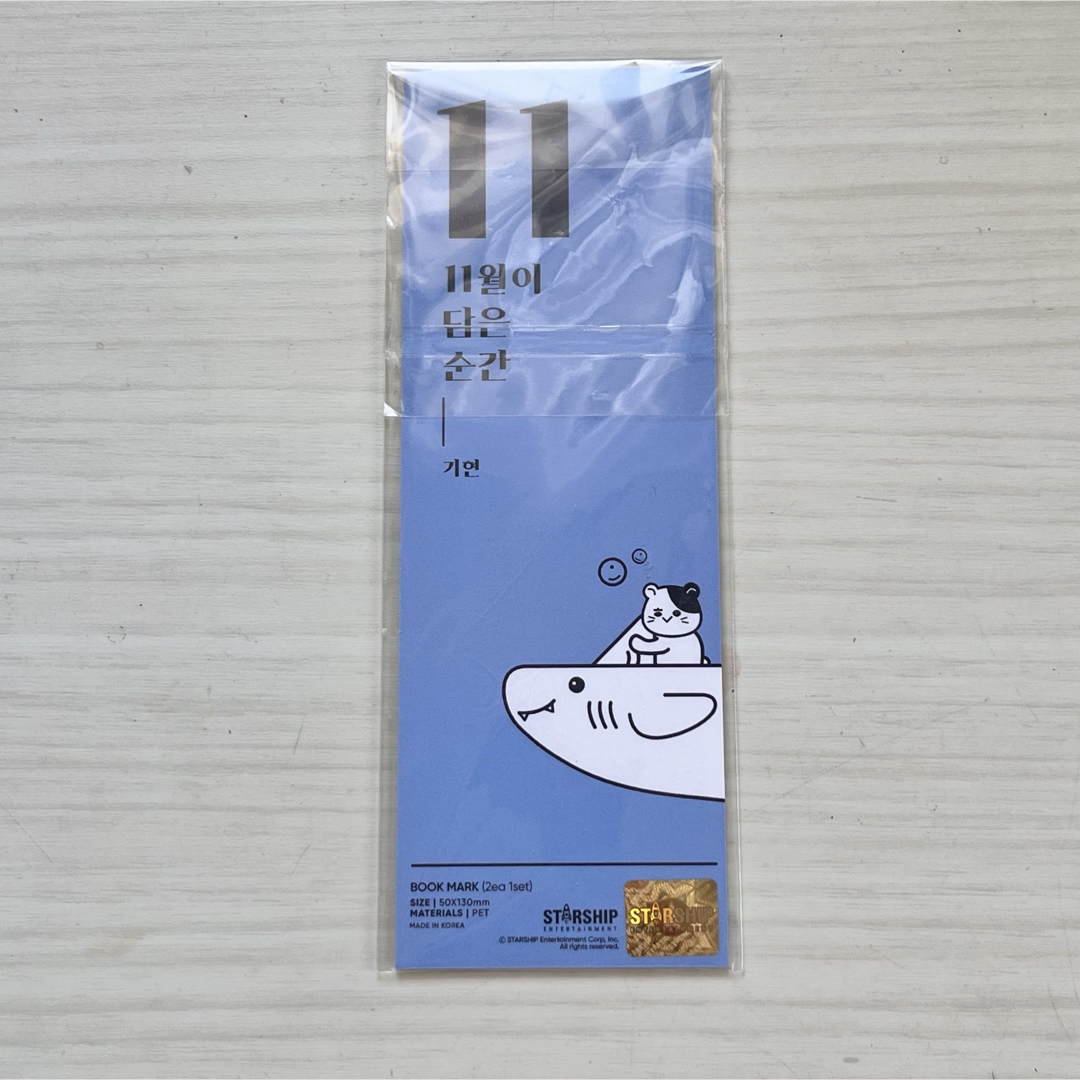 11
11월이
담은
순간
기현
BOOK MARK (2ea 1set)
SIZE | 50X130mm
MATERIALS | PET
MADE IN KOREA
STARSHIP
ENTERTAINMENT
© STARSHIP Entertainment Corp, Inc.
All rights reserved.
STARSHIP